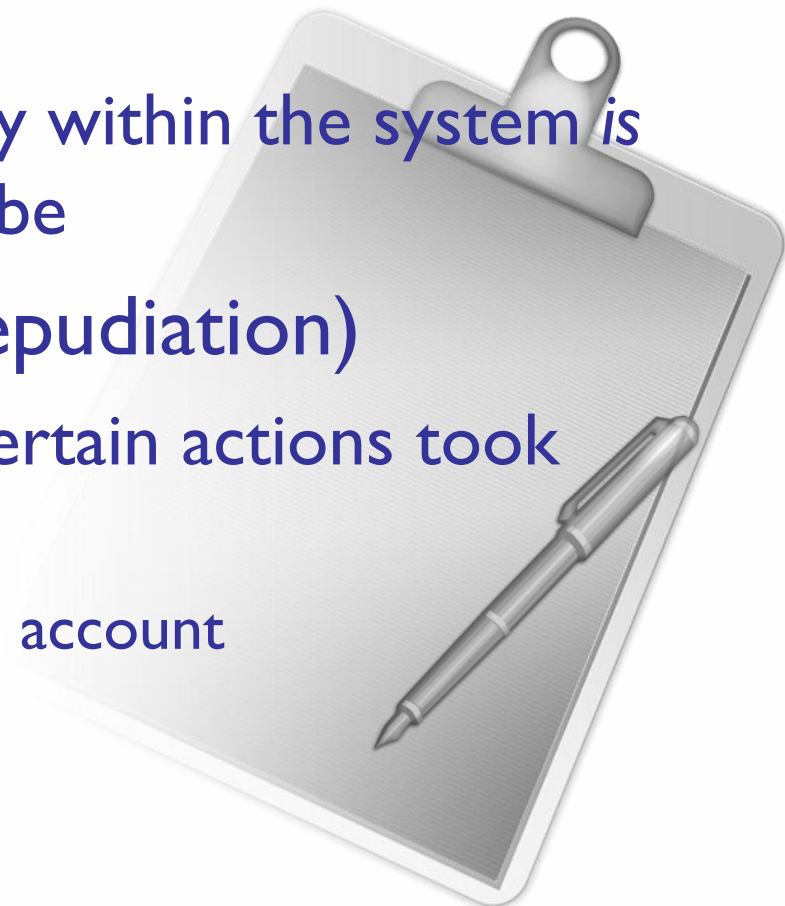 y within the system is
be
epudiation)
ertain actions took
account